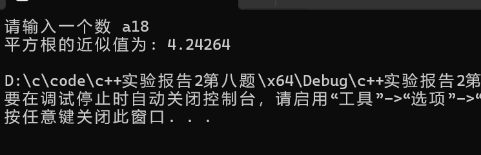 请输入一个数 a18
平方根的近似值为: 4.24264
D:\c\code\c++实验报告2第八题\x64\Debug\c++实验报告2第
要在调试停止时自动关闭控制台，请启用“工具”->“选项”->“
按任意键关闭此窗口. . .